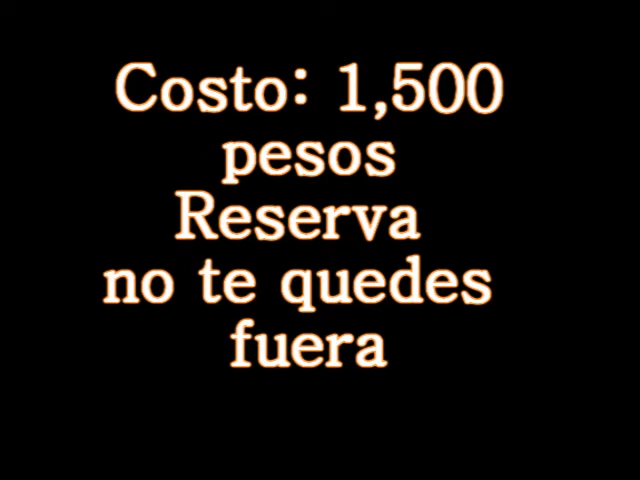 Costo: 1,500
pesos
Reserva
no te quedes
fuera